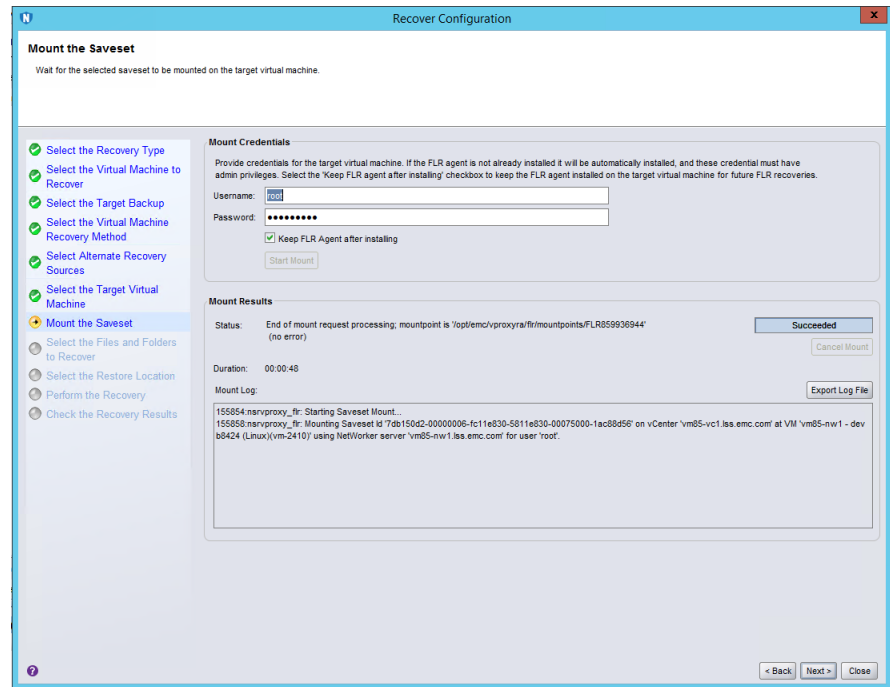 Recover Configuration
x
Mount the Saveset
Wait for the selected saveset to be mounted on the target virtual machine.
Select the Recovery Type
Select the Virtual Machine to
Recover
Select the Target Backup
Select the Virtual Machine
Recovery Method
Select Alternate Recovery
Sources
Select the Target Virtual
Machine
Mount the Saveset
Select the Files and Folders
to Recover
Select the Restore Location
Perform the Recovery
Check the Recovery Results
Mount Credentials
Provide credentials for the target virtual machine. If the FLR agent is not already installed it will be automatically installed, and these credential must have
admin privileges. Select the 'Keep FLR agent after installing' checkbox to keep the FLR agent installed on the target virtual machine for future FLR recoveries.
Username: root
Password: ●●●●●●●●●
Keep FLR Agent after installing
Start Mount
Mount Results
Status: End of mount request processing; mountpoint is '/opt/emc/vproxyra/flr/mountpoints/FLR859936944'
(no error)
Succeeded
Cancel Mount
Duration: 00:00:48
Mount Log:
Export Log File
155854:nsrvproxy_flr: Starting Saveset Mount...
155858:nsrvproxy_flr: Mounting Saveset Id '7db150d2-00000006-fc11e830-5811e830-00075000-1ac88d56' on vCenter 'vm85-vc1.lss.emc.com' at VM 'vm85-nw1 - dev
b8424 (Linux)(vm-2410)' using NetWorker server 'vm85-nw1.lss.emc.com' for user 'root'.
?
< Back
Next >
Close